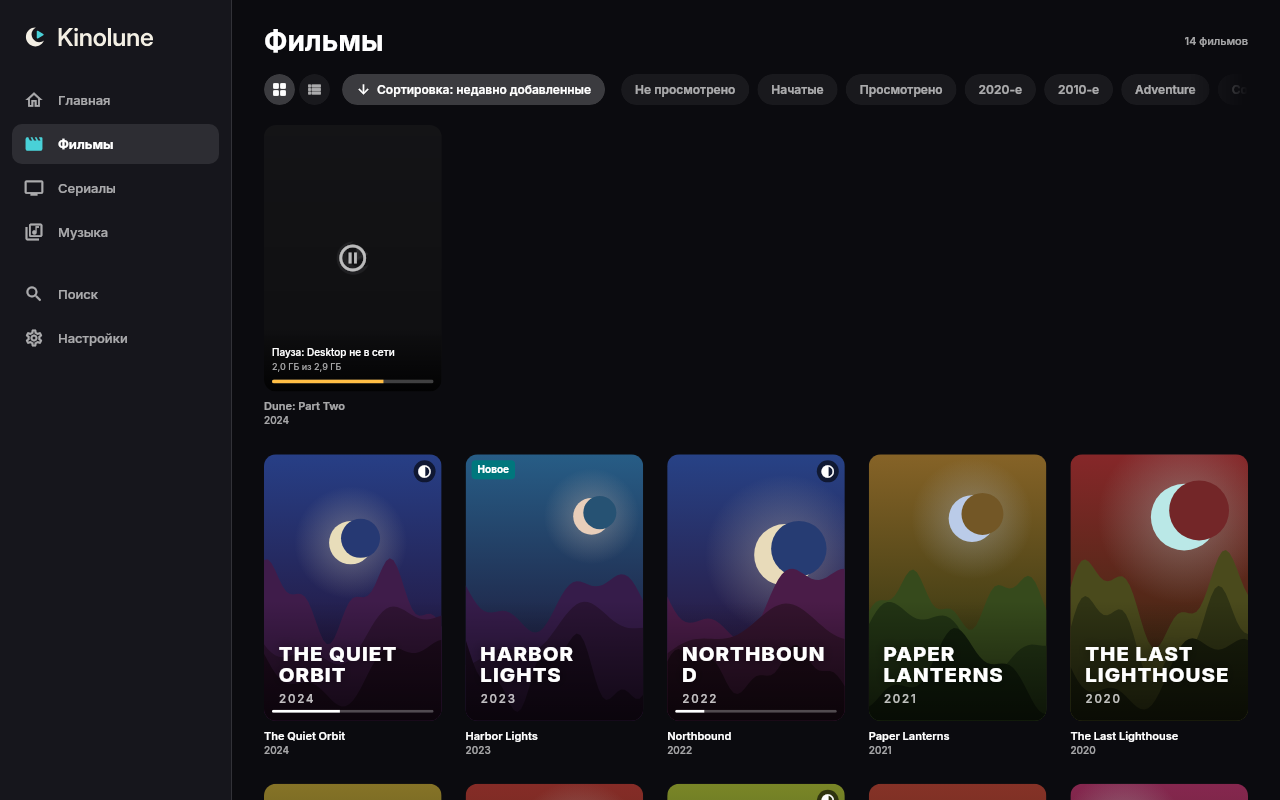 Kinolune
Главная
Фильмы
Сериалы
Музыка
Поиск
Настройки
Фильмы
14 фильмов
Сортировка: недавно добавленные
Не просмотрено
Начатые
Просмотрено
2020-е
2010-е
Adventure
Пауза: Desktop не в сети
2,0 ГБ из 2,9 ГБ
Dune: Part Two
2024
THE QUIET
ORBIT
2024
The Quiet Orbit
2024
Новое
HARBOR
LIGHTS
2023
Harbor Lights
2023
NORTHBOUN
D
2022
Northbound
2022
PAPER
LANTERNS
2021
Paper Lanterns
2021
THE LAST
LIGHTHOUSE
2020
The Last Lighthouse
2020